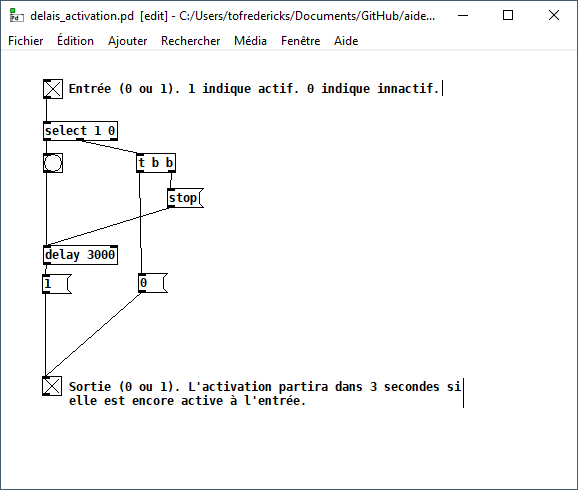 delais_activation.pd [edit] - C:/Users/tofredericks/Documents/GitHub/aide...
Fichier Édition Ajouter Rechercher Média Fenêtre Aide
Entrée (0 ou 1). 1 indique actif. 0 indique innactif.
select 1 0
t b b
stop
delay 3000
1
0
Sortie (0 ou 1). L'activation partira dans 3 secondes si
elle est encore active à l'entrée.